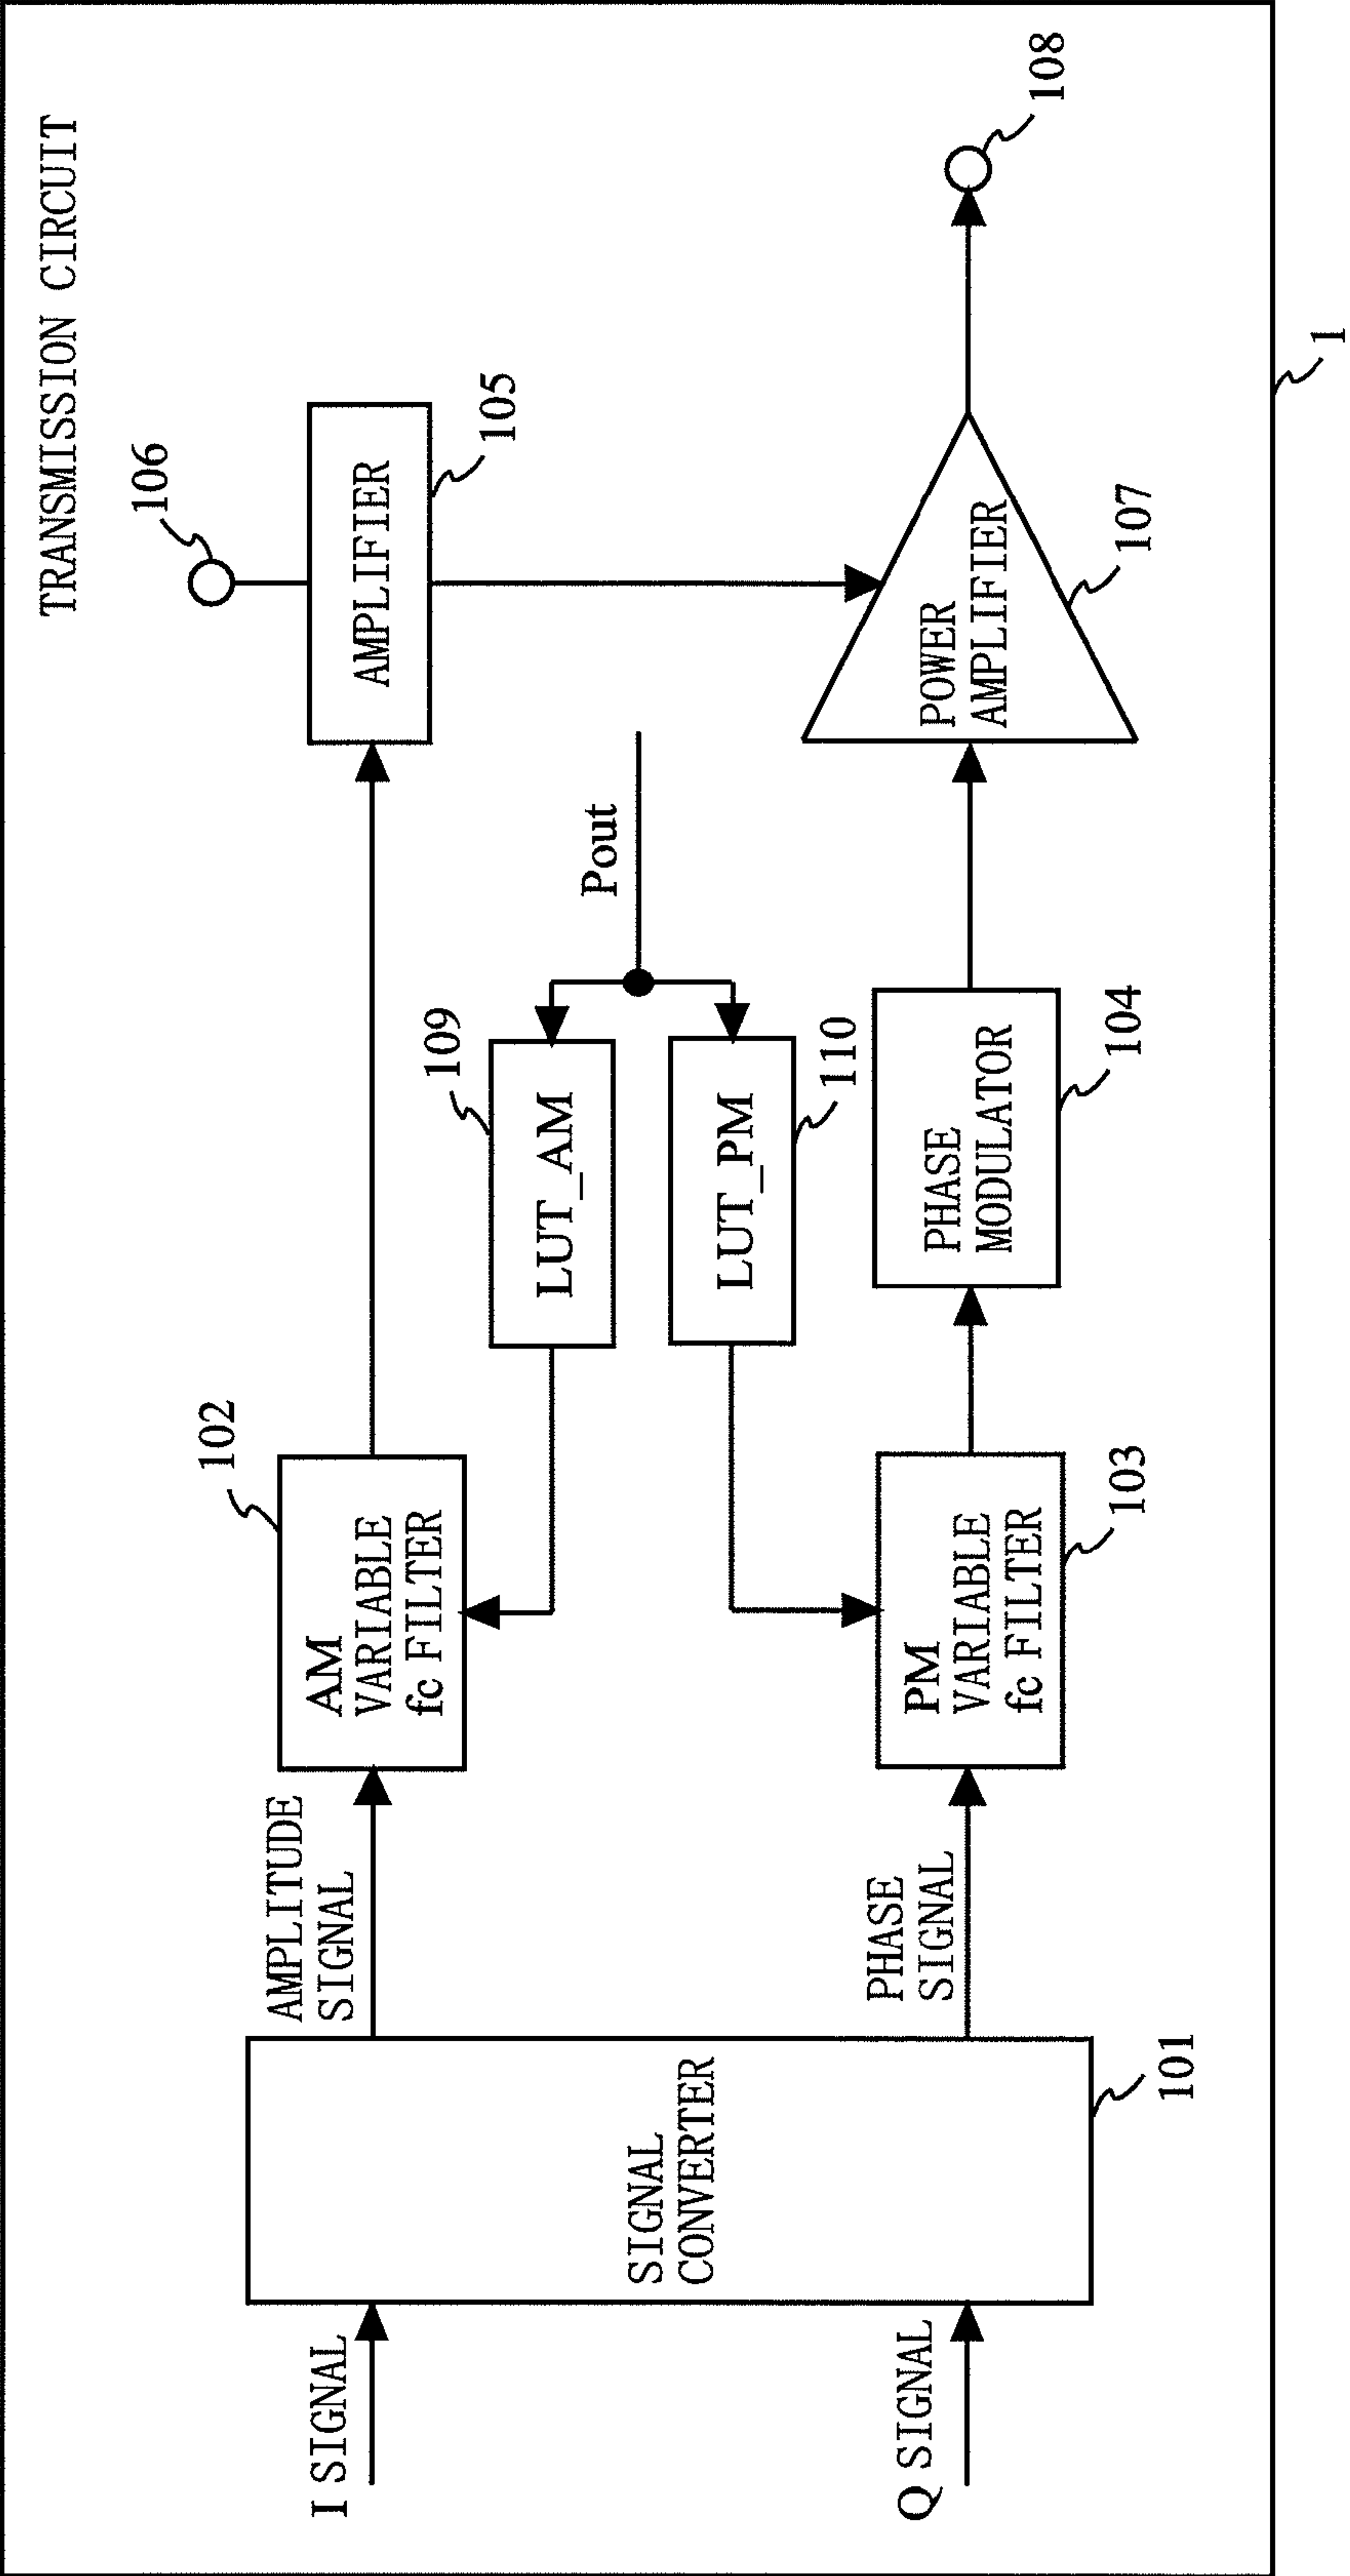 TRANSMISSION CIRCUIT
106
102
AMPLITUDE
SIGNAL
AMPLIFIER
105
I SIGNAL
AM
VARIABLE
fc FILTER
109
LUT_AM
Pout
108
SIGNAL
CONVERTER
LUT_PM
110
PHASE
SIGNAL
Q SIGNAL
PM
VARIABLE
fc FILTER
PHASE
MODULATOR
POWER
AMPLIFIER
101
103
104
107
1